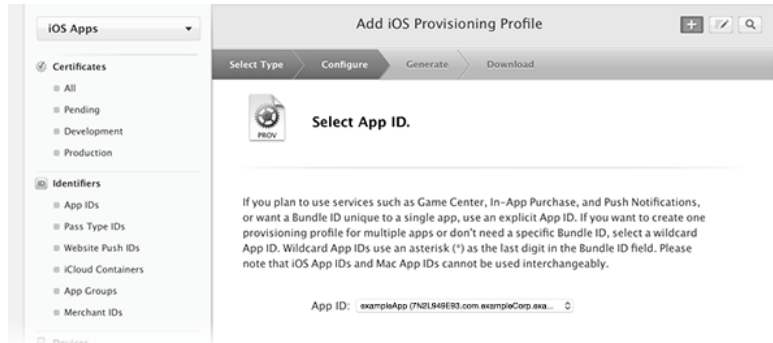 iOS Apps
Add iOS Provisioning Profile
Select Type
Configure
Generate
Download
Certificates
All
Pending
Development
Production
Identifiers
App IDs
Pass Type IDs
Website Push IDs
iCloud Containers
App Groups
Merchant IDs
Devices
PROV
Select App ID.
If you plan to use services such as Game Center, In-App Purchase, and Push Notifications,
or want a Bundle ID unique to a single app, use an explicit App ID. If you want to create one
provisioning profile for multiple apps or don't need a specific Bundle ID, select a wildcard
App ID. Wildcard App IDs use an asterisk (*) as the last digit in the Bundle ID field. Please
note that iOS App IDs and Mac App IDs cannot be used interchangeably.
App ID: exampleApp (7N2L949E93.com.exampleCorp.exa...